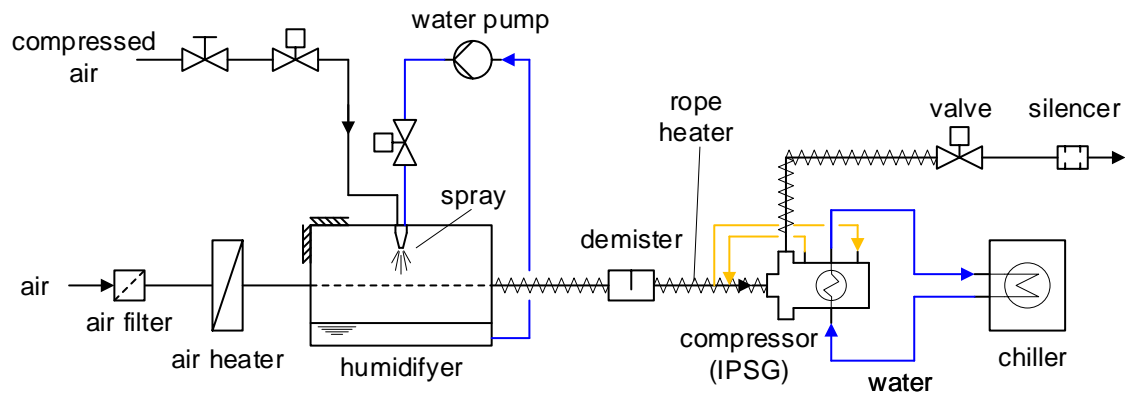 water pump
compressed
air
rope
heater
valve
silencer
spray
demister
air
air filter
air heater
humidifyer
compressor
(IPSG)
water
chiller